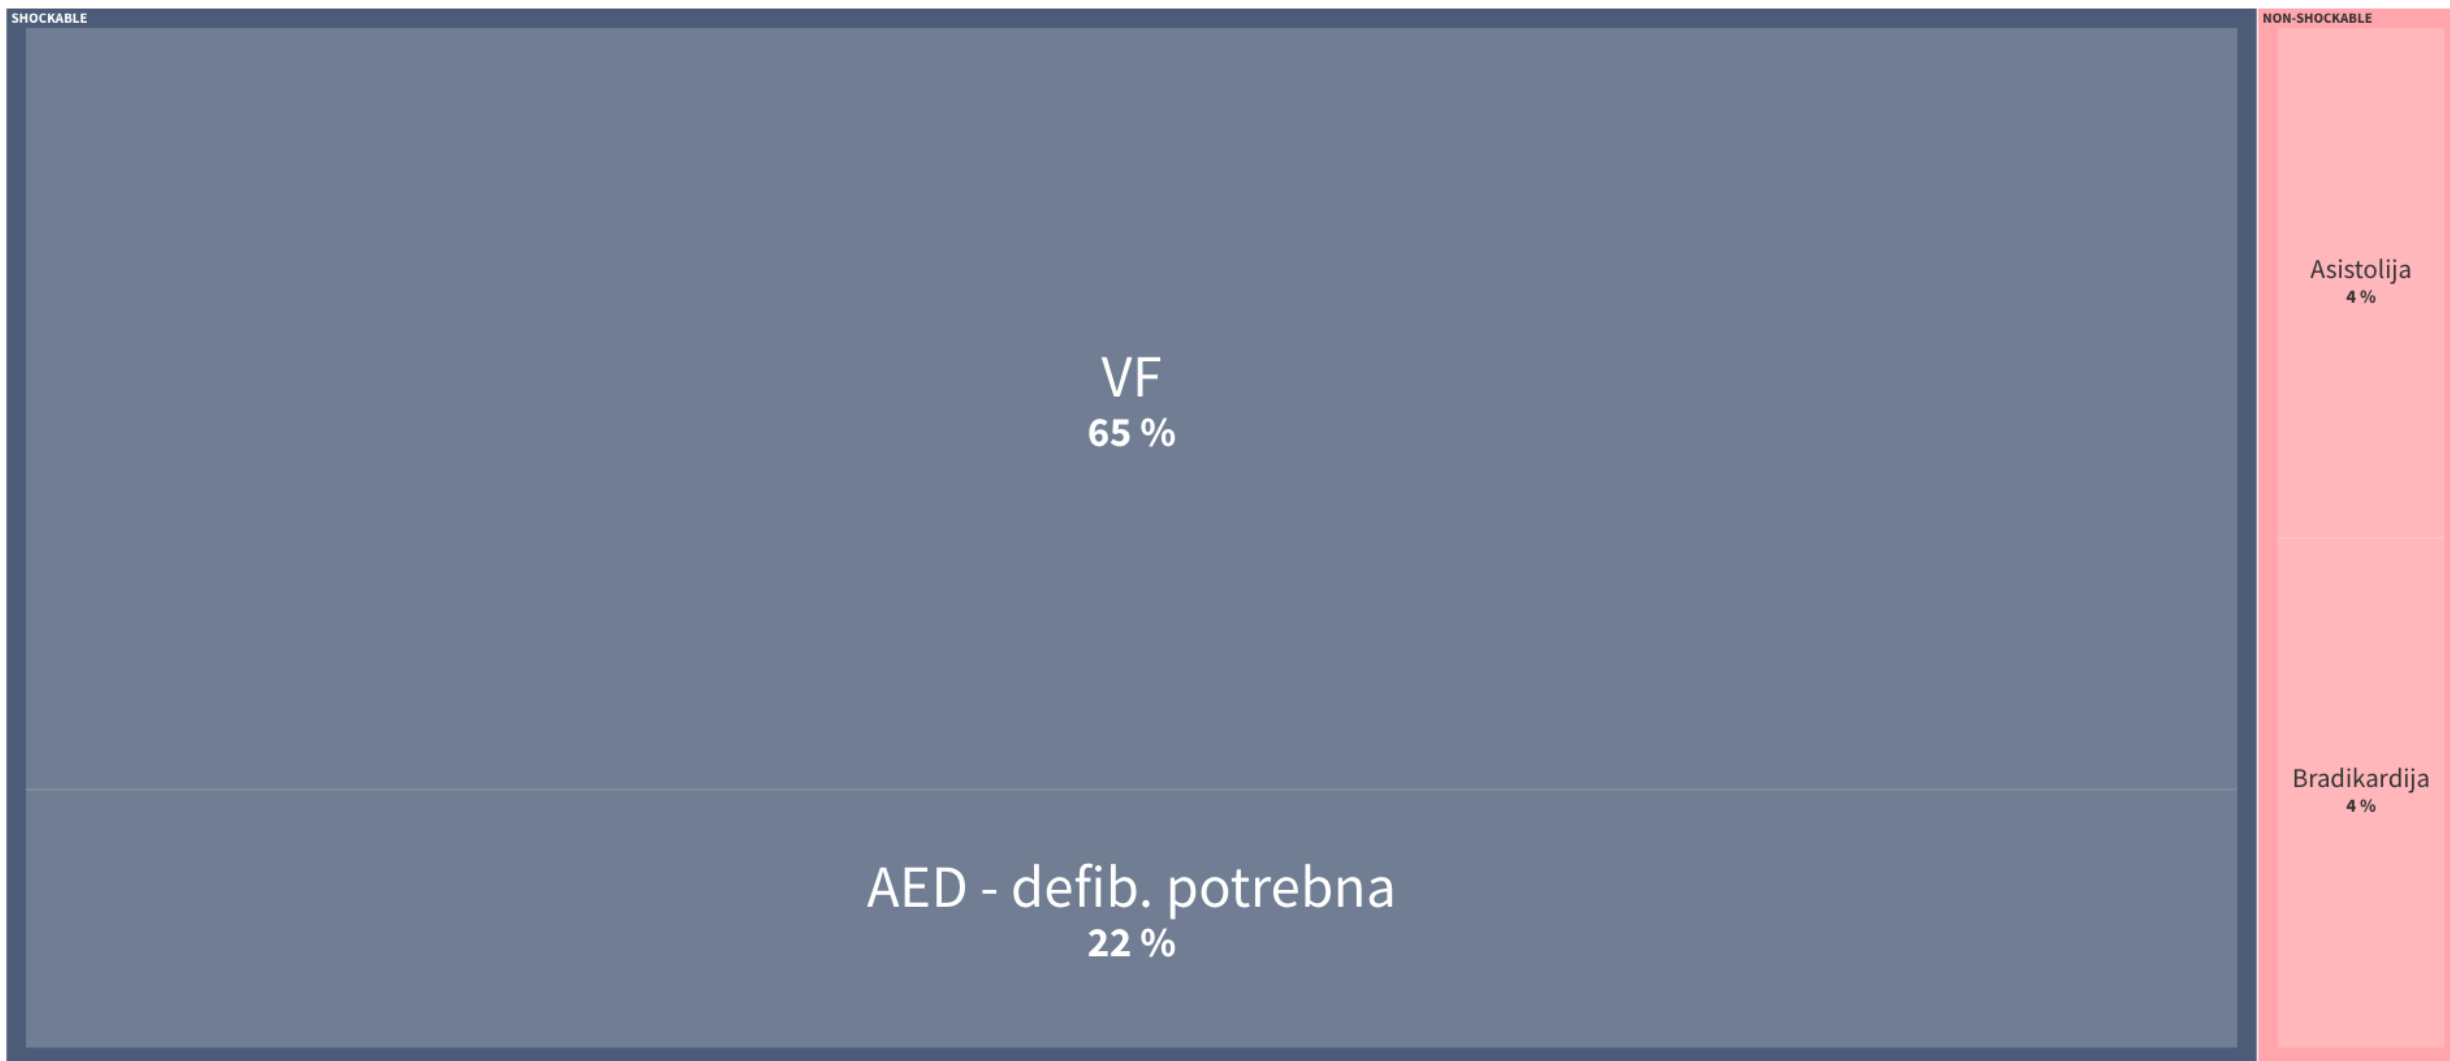 SHOCKABLE
VF
65 %
AED - defib. potrebna
22 %
NON-SHOCKABLE
Asistolija
4 %
Bradikardija
4 %